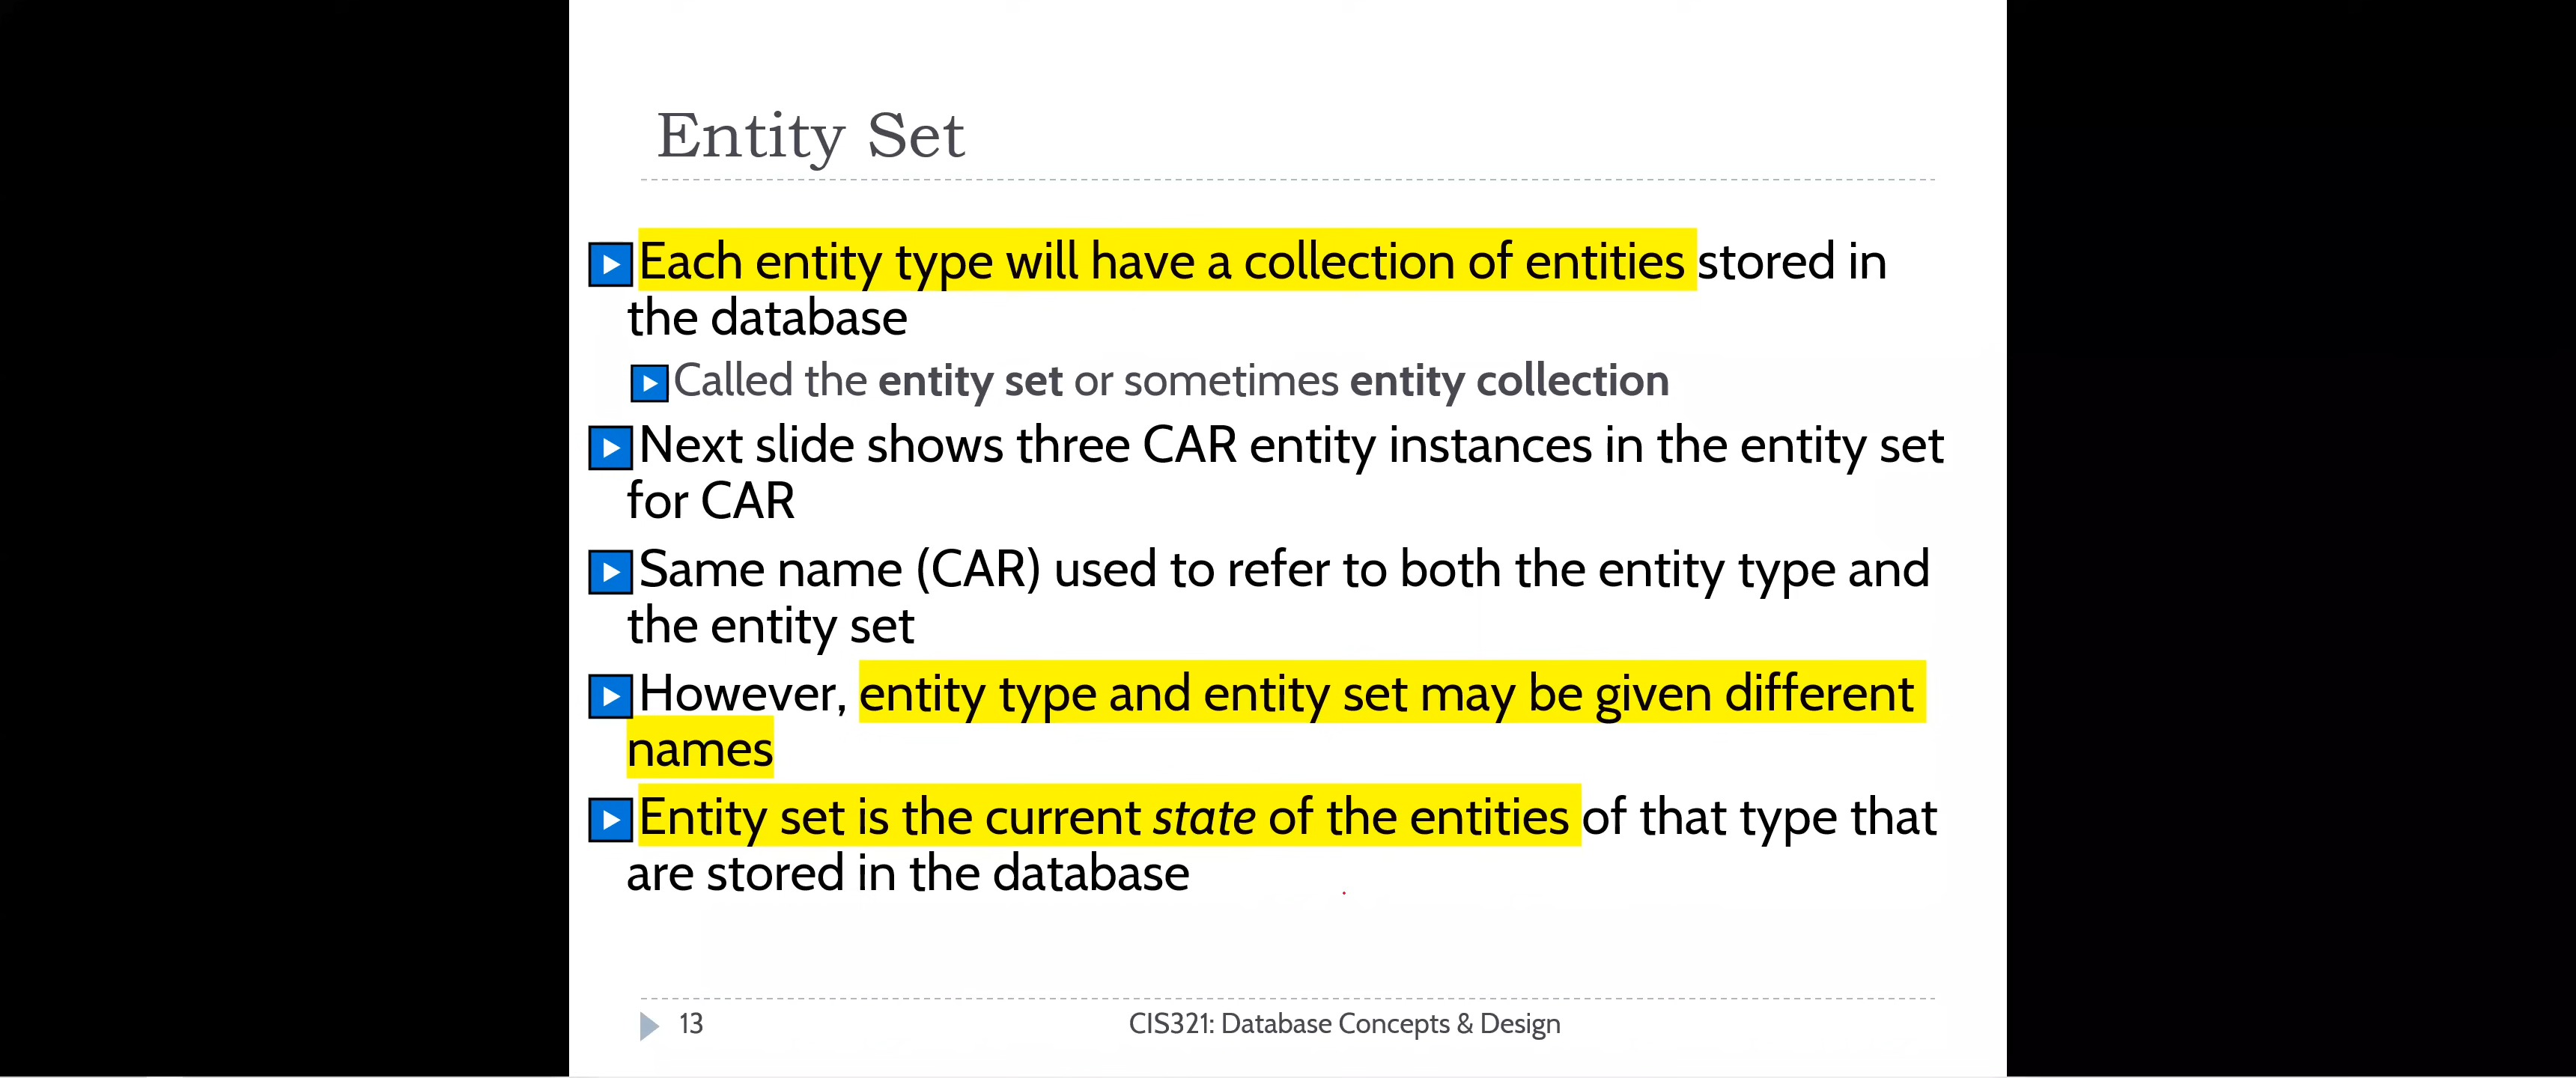 Entity Set
Each entity type will have a collection of entities stored in
the database
Called the entity set or sometimes entity collection
Next slide shows three CAR entity instances in the entity set
for CAR
Same name (CAR) used to refer to both the entity type and
the entity set
However, entity type and entity set may be given different
names
Entity set is the current state of the entities of that type that
are stored in the database
13
CIS321: Database Concepts & Design